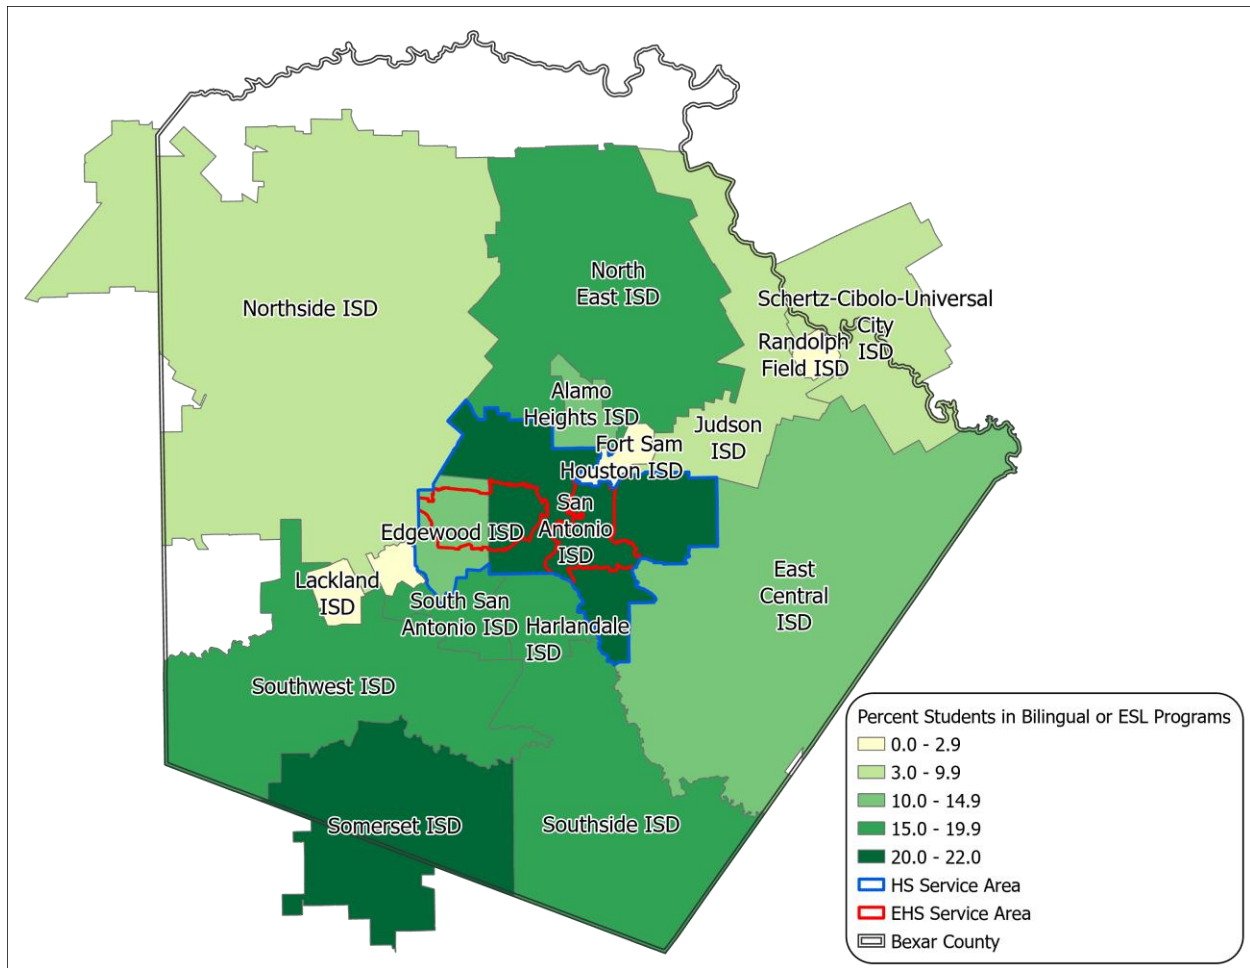 Northside ISD
North
East ISD
Schertz-Cibolo-Universal
City
ISD
Randolph
Field ISD
Alamo
Heights ISD
Judson
ISD
Fort Sam
Houston ISD
San
Antonio
ISD
Edgewood ISD
Lackland
ISD
South San
Antonio ISD
Harlandale
ISD
East
Central
ISD
Southwest ISD
Somerset ISD
Southside ISD
Percent Students in Bilingual or ESL Programs
0.0 - 2.9
3.0 - 9.9
10.0 - 14.9
15.0 - 19.9
20.0 - 22.0
HS Service Area
EHS Service Area
Bexar County